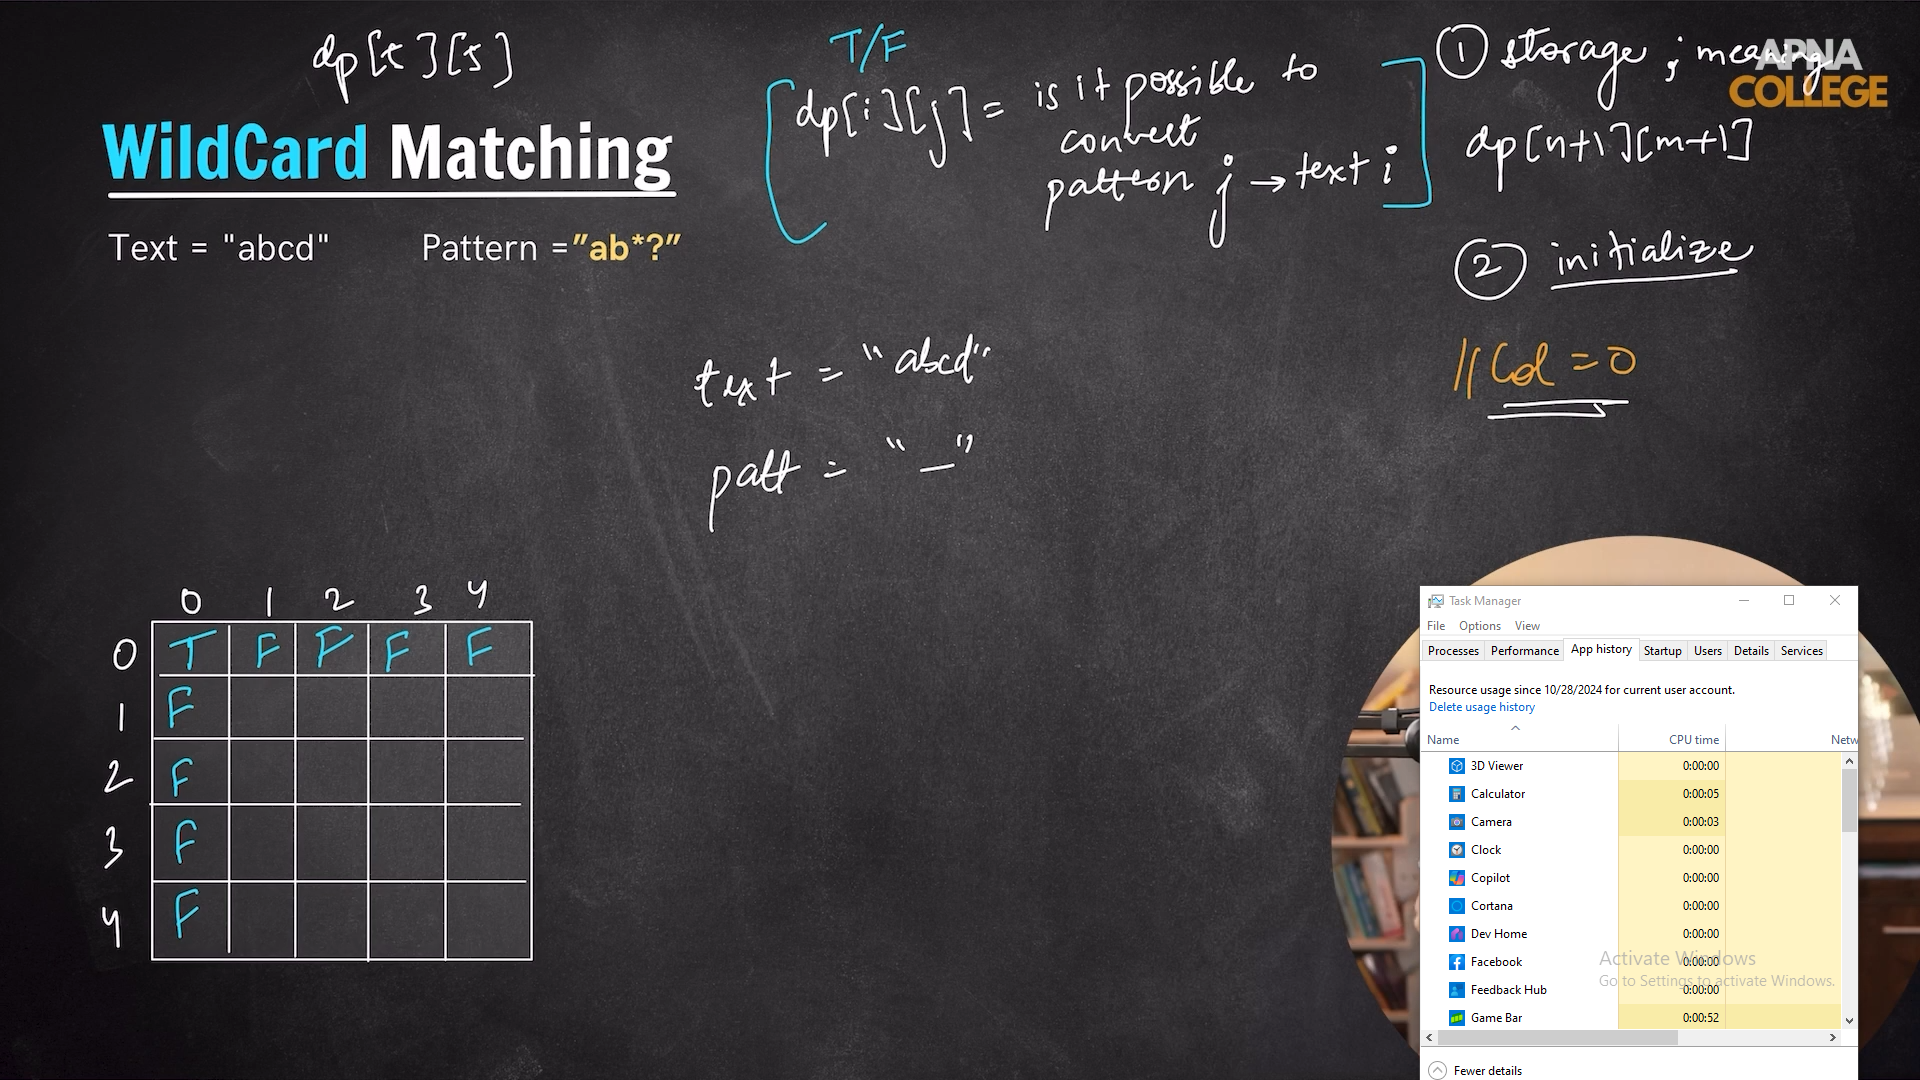 dp[i][j]
WildCard Matching
Text = "abcd" Pattern ="ab*?"
T/F
dp[i][j] = is it possible to
convert
pattern j → text i
① storage ; meaning
APNA
COLLEGE
dp[n+1][m+1]
② initialize
// Col = 0
text = "abcd"
patt = " _ "
0 1 2 3 4
0 T F F F F
1 F
2 F
3 F
4 F
Task Manager
File Options View
Processes Performance App history Startup Users Details Services
Resource usage since 10/28/2024 for current user account.
Delete usage history
Name CPU time Netw
3D Viewer 0:00:00
Calculator 0:00:05
Camera 0:00:03
Clock 0:00:00
Copilot 0:00:00
Cortana 0:00:00
Dev Home 0:00:00
Activate Windows
Facebook 0:00:00
Go to Settings to activate Windows.
Feedback Hub 0:00:00
Game Bar 0:00:52
Fewer details